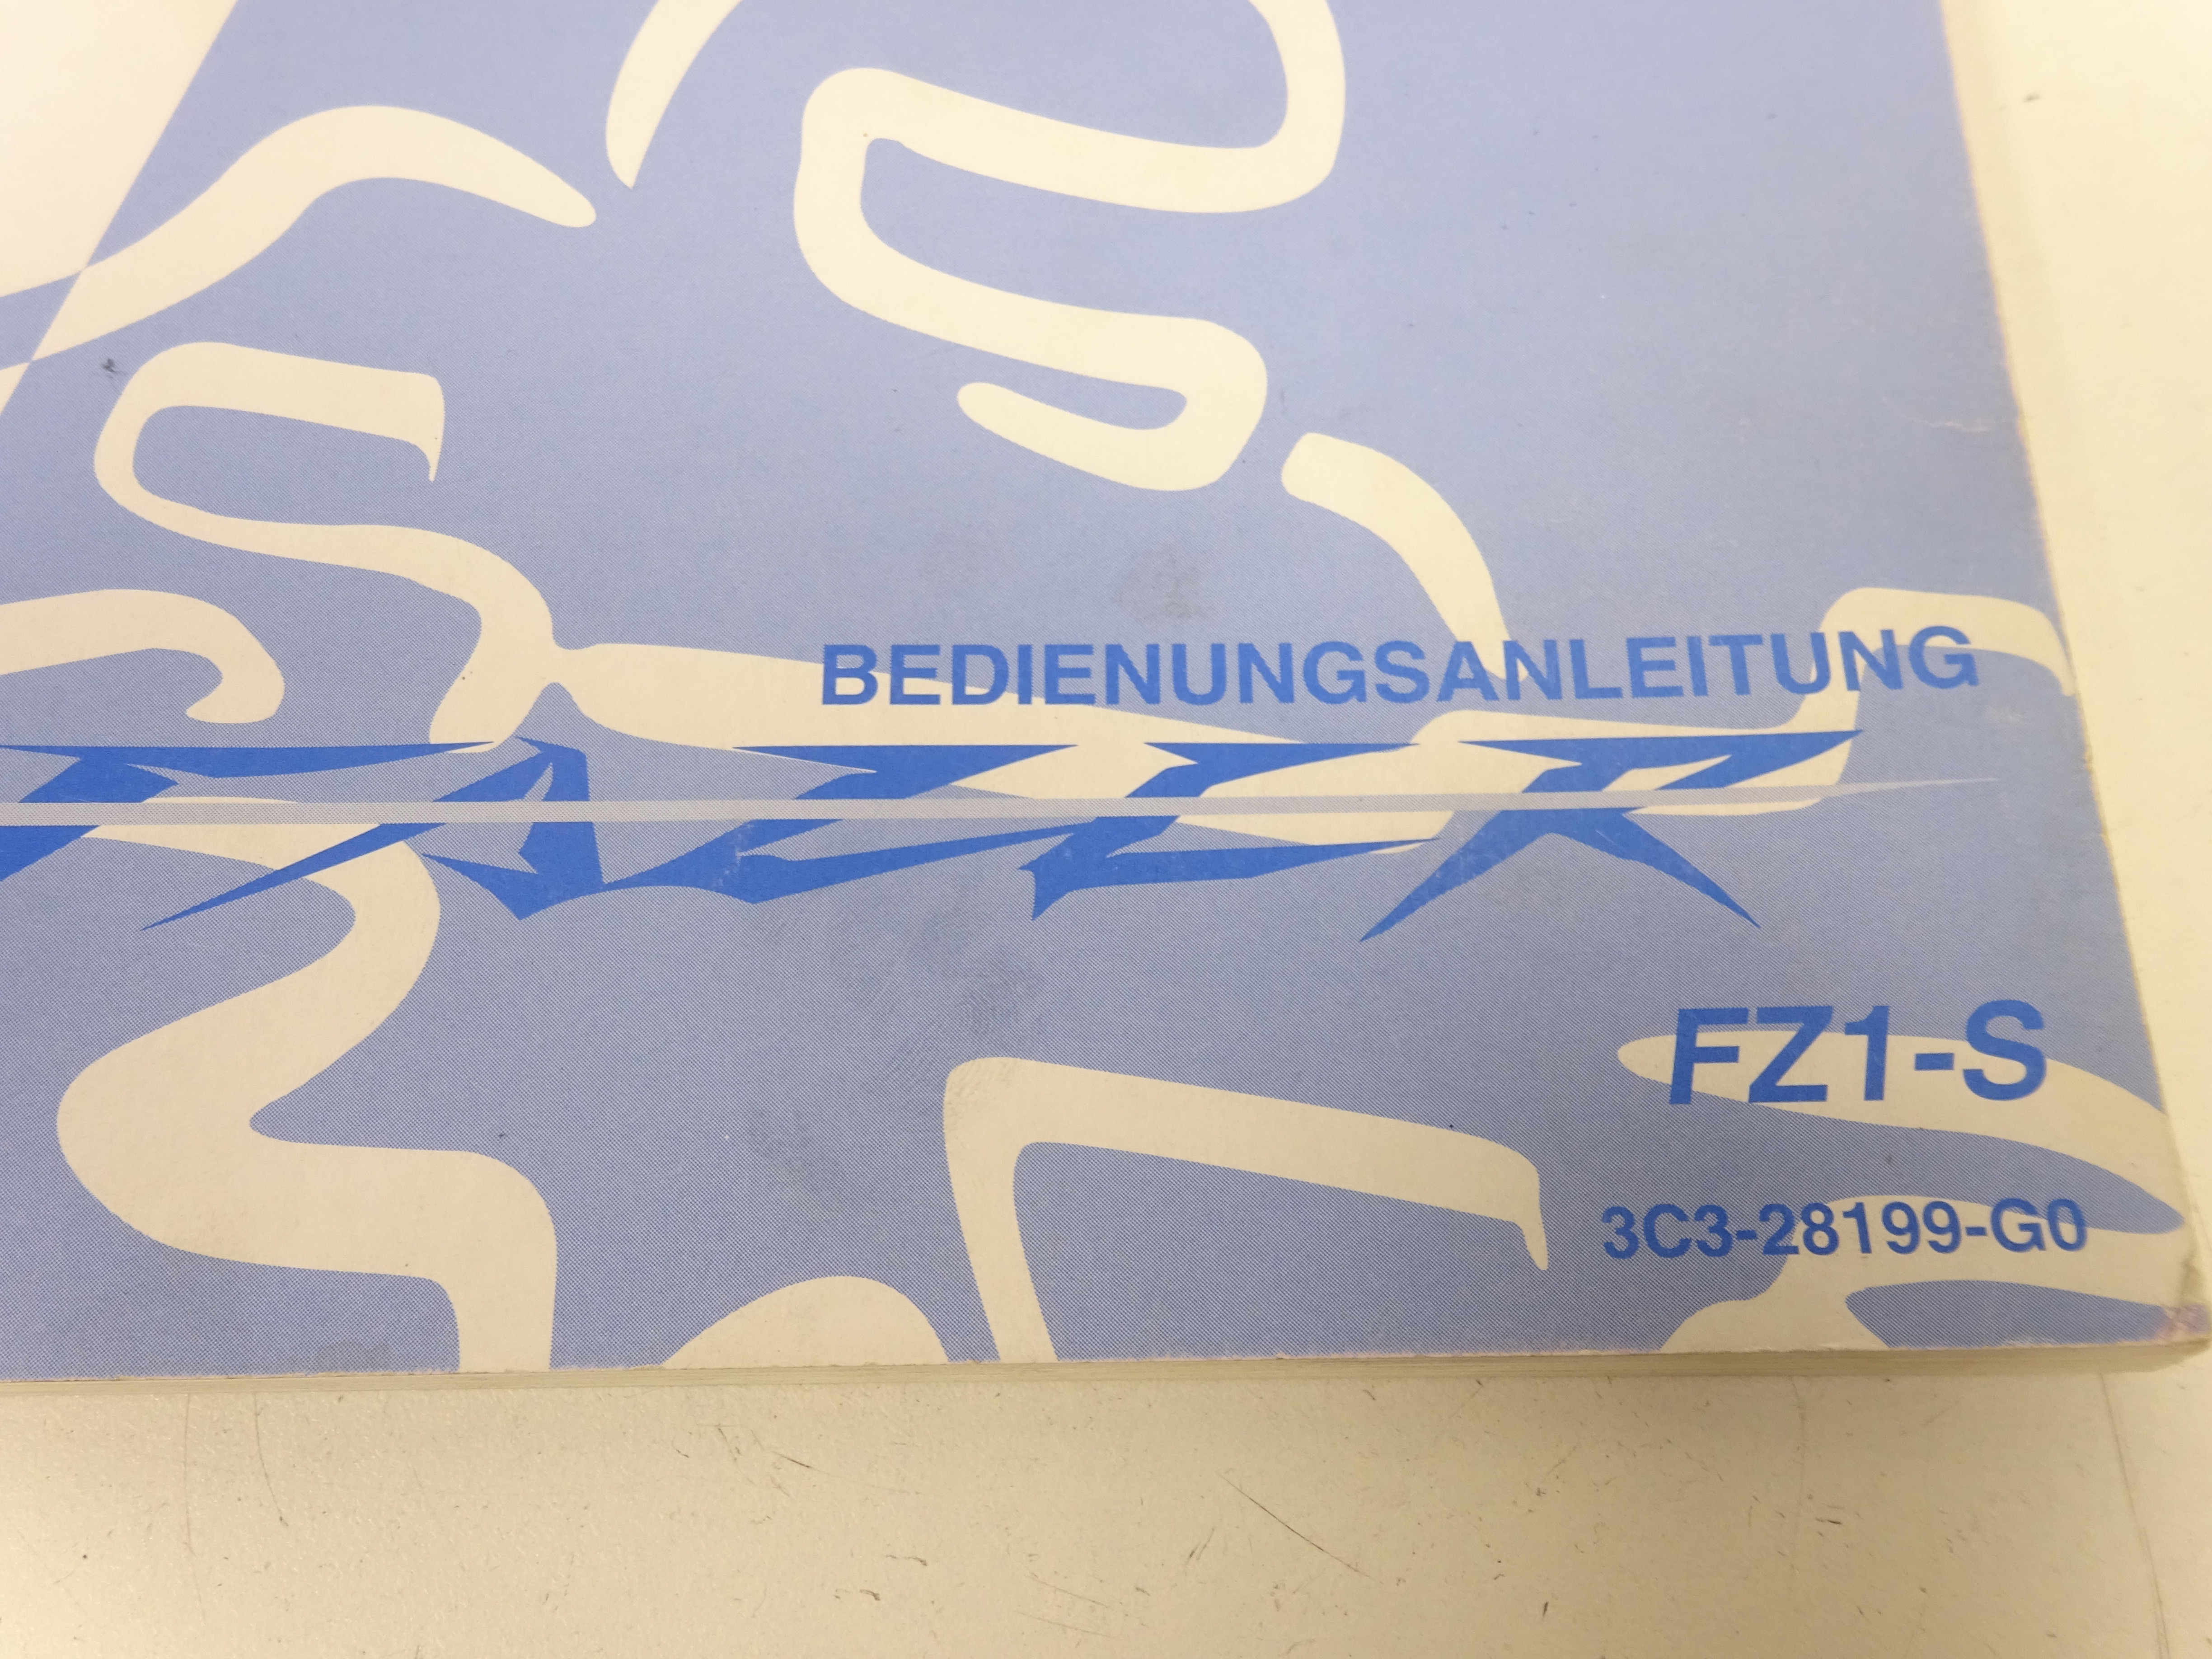 BEDIENUNGSANLEITUNG
FAZER
FZ1-S
3C3-28199-G0